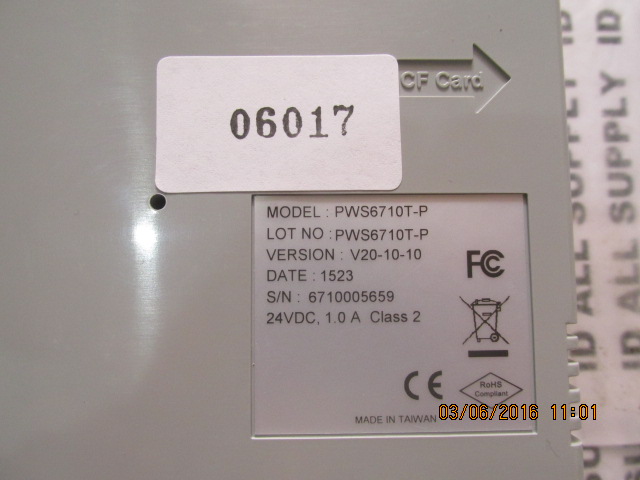 CF Card
06017
MODEL : PWS6710T-P
LOT NO : PWS6710T-P
VERSION : V20-10-10
DATE : 1523
S/N : 6710005659
24VDC, 1.0 A Class 2
FC
CE
RoHS
Compliant
MADE IN TAIWAN
03/06/2016 11:01
ID ALL SUPPLY ID
ID ALL SUPPLY ID